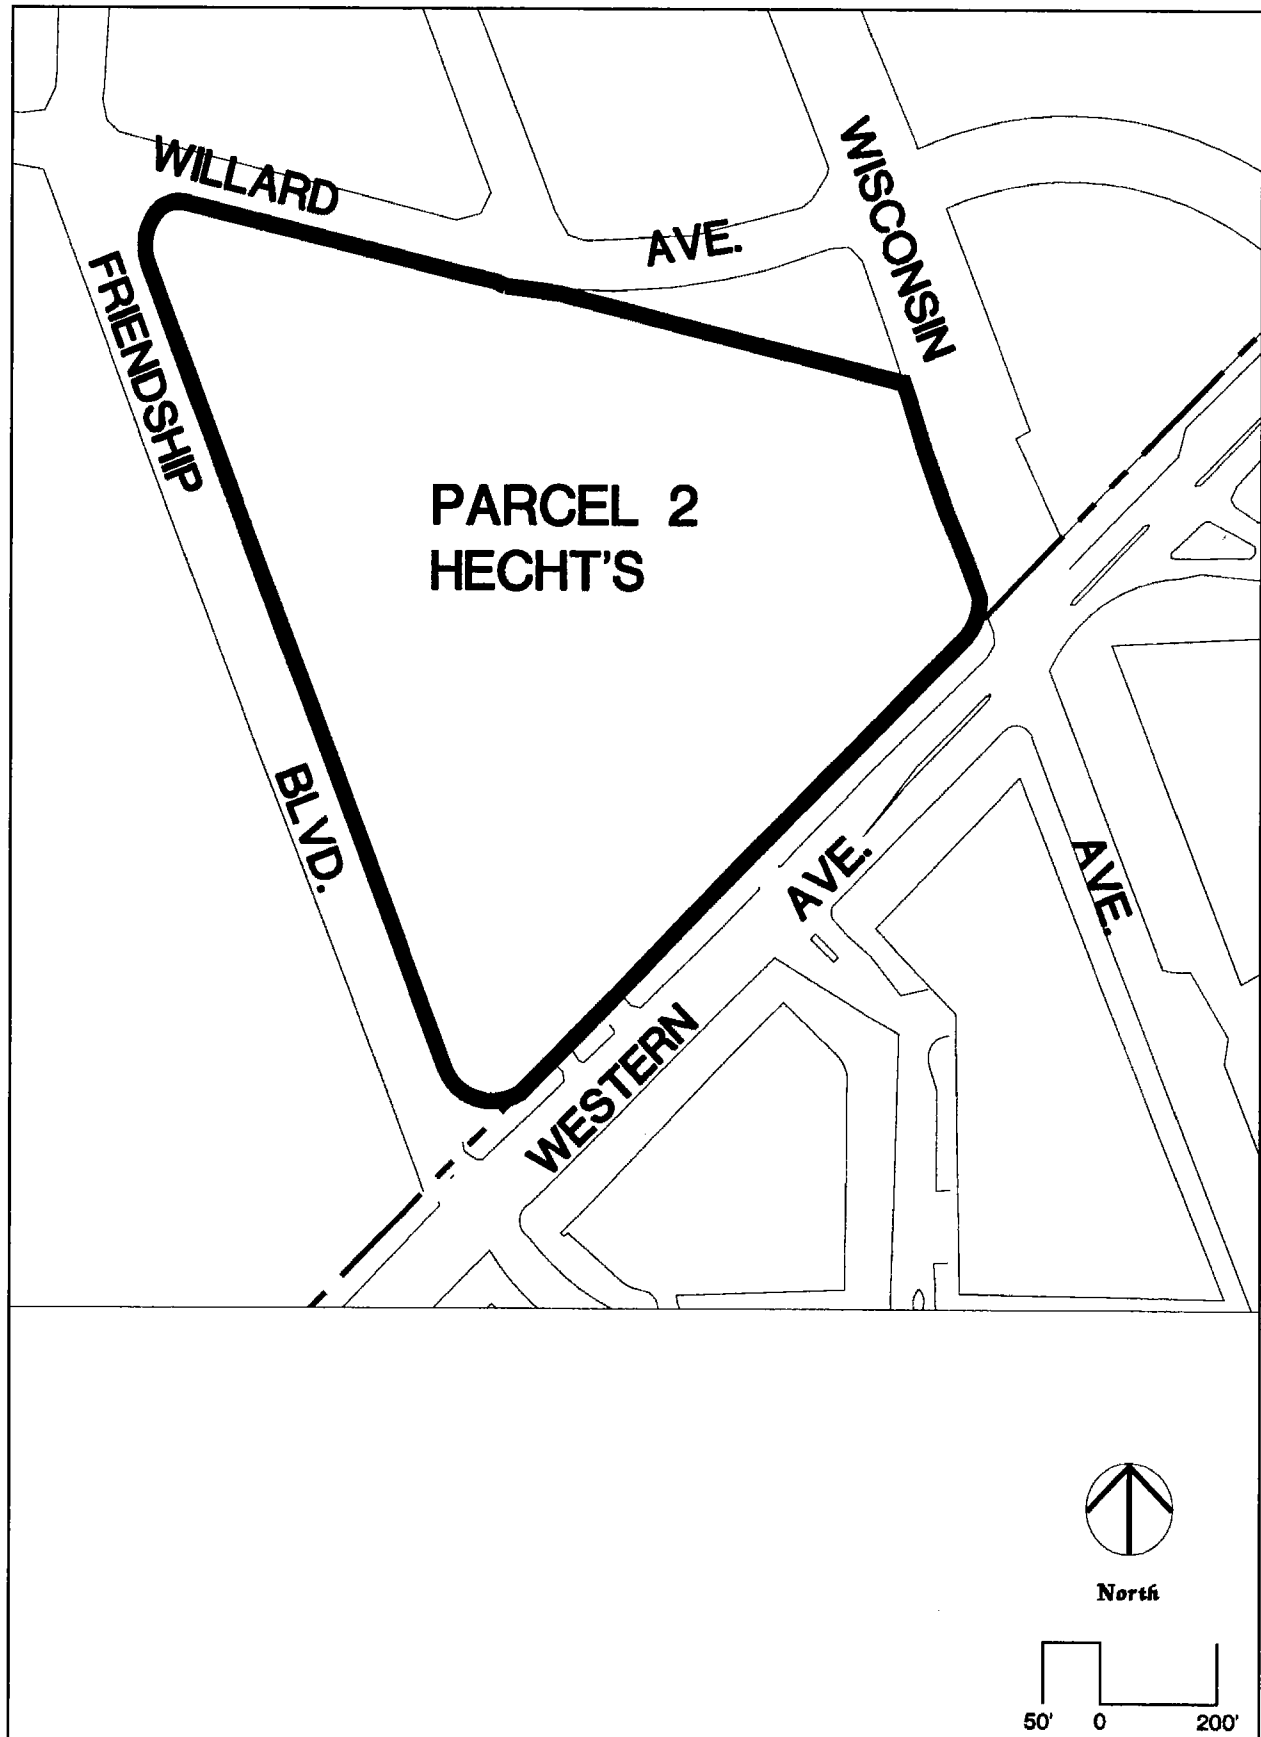 WILLARD
AVE.
WISCONSIN
FRIENDSHIP
BLVD.
PARCEL 2
HECHT'S
AVE.
AVE.
WESTERN
North
50' 0 200'